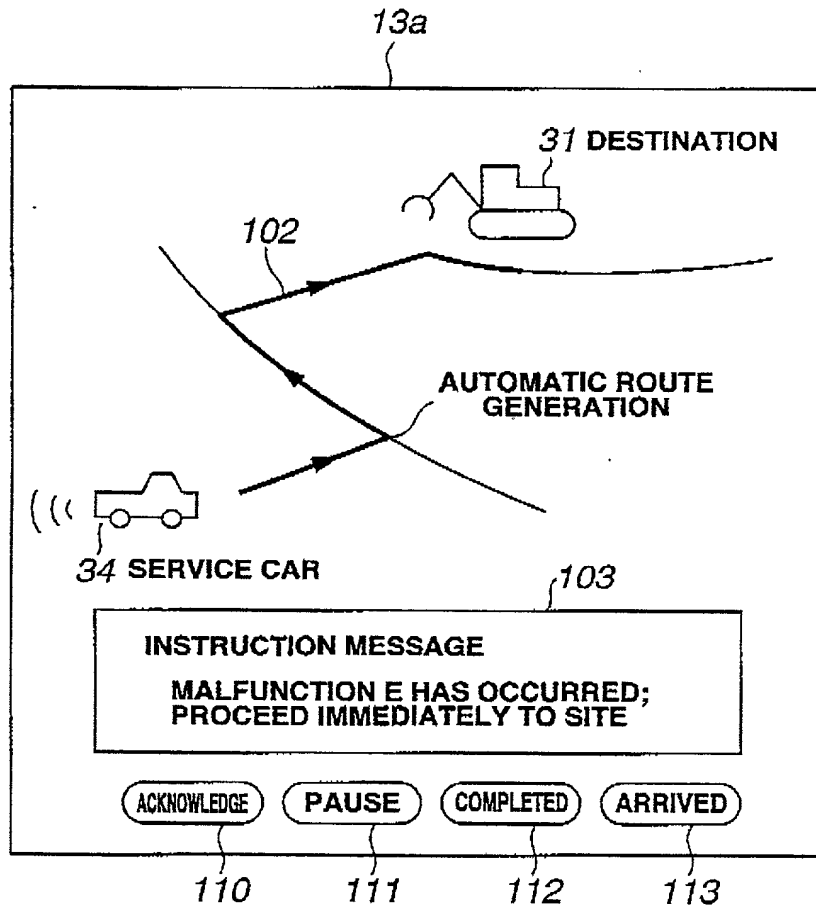 13a
31 DESTINATION
102
AUTOMATIC ROUTE
GENERATION
34 SERVICE CAR
103
INSTRUCTION MESSAGE
MALFUNCTION E HAS OCCURRED;
PROCEED IMMEDIATELY TO SITE
ACKNOWLEDGE PAUSE COMPLETED ARRIVED
110 111 112 113